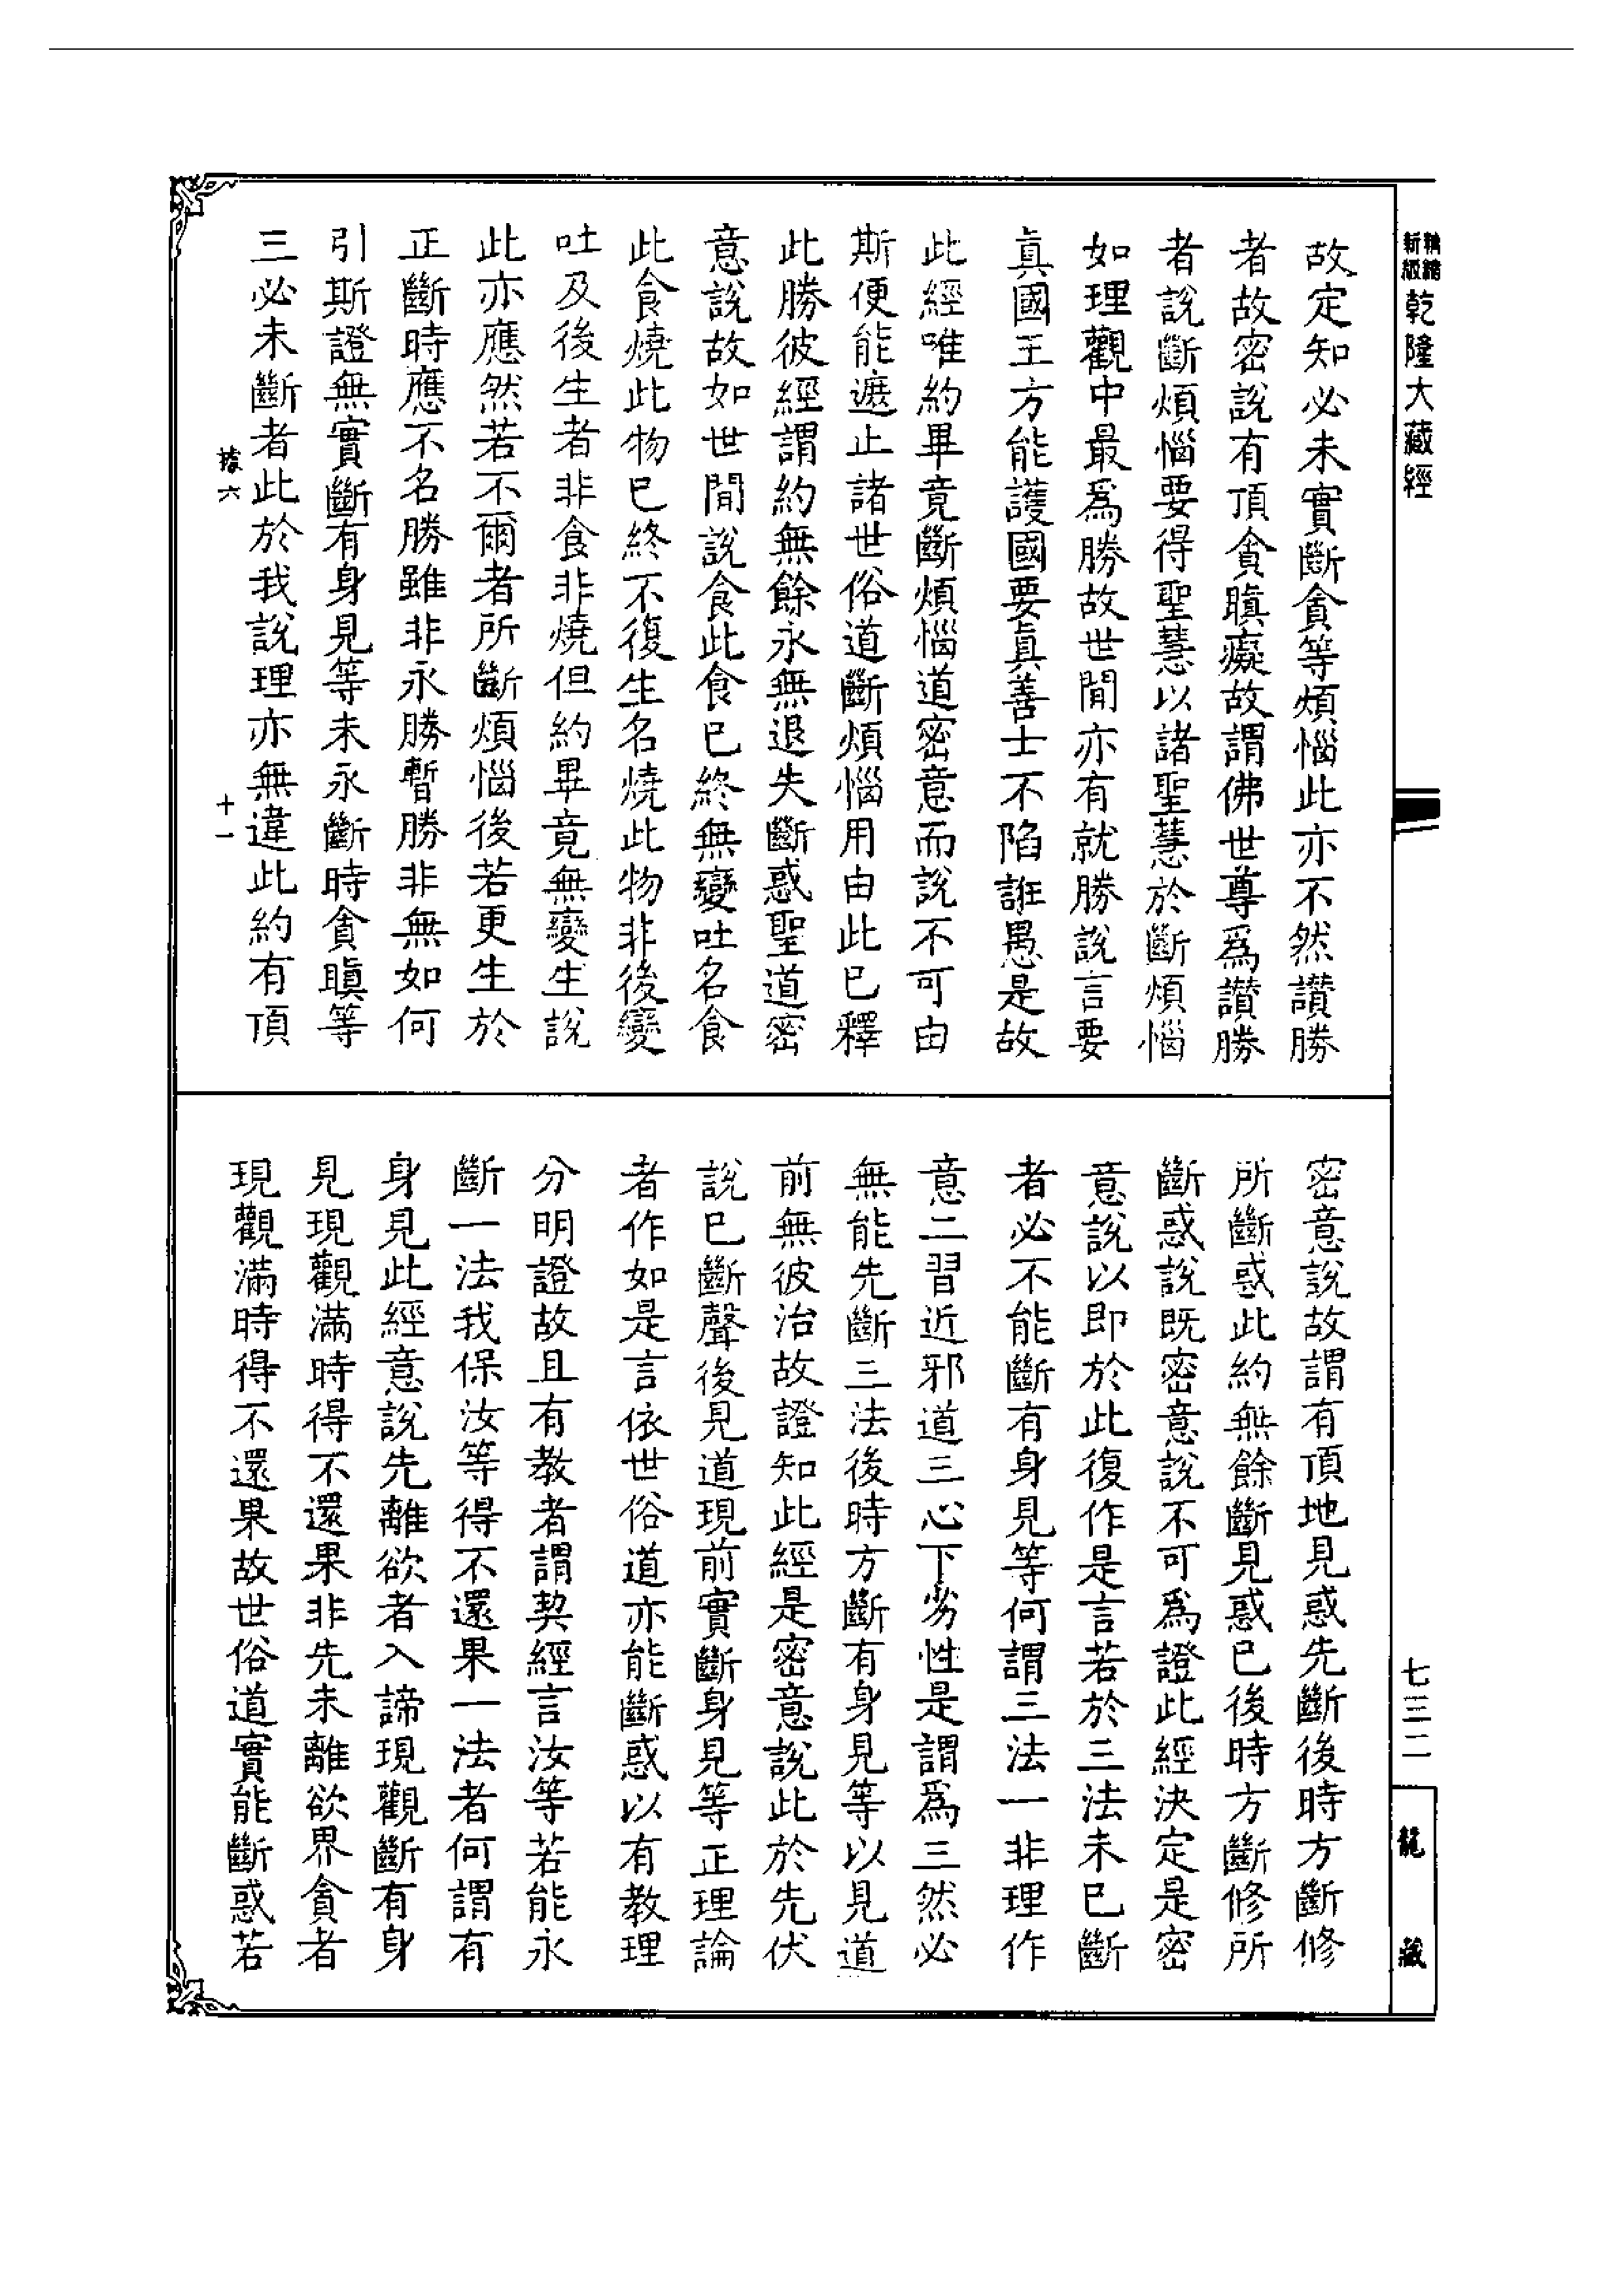 故定知必未實斷貪等煩惱此亦不然讚勝
者故密說有頂貪瞋癡故謂佛世尊爲讚勝
者說斷煩惱要得聖慧以諸聖慧於斷煩惱
如理觀中最爲勝故世閒亦有就勝說言要
真國王方能護國要真善士不陷誑愚是故
此經唯約畢竟斷煩惱道密意而說不可由
斯便能遮止諸世俗道斷煩惱用由此已釋
此勝彼經謂約無餘永無退失斷惑聖道密
意說故如世閒說食此食已終無變吐名食
此食燒此物已終不復生名燒此物非後變
吐及後生者非食非燒但約畢竟無變生說
此亦應然若不爾者所斷煩惱後若更生於
正斷時應不名勝雖非永勝暫勝非無如何
引斯證無實斷有身見等未永斷時貪瞋等
三必未斷者此於我說理亦無違此約有頂
密意說故謂有頂地見惑先斷後時方斷修
所斷惑此約無餘斷見惑已後時方斷修所
斷惑說既密意說不可爲證此經決定是密
意說以即於此復作是言若於三法未已斷
者必不能斷有身見等何謂三法一非理作
意二習近邪道三心下劣性是謂爲三然必
無能先斷三法後時方斷有身見等以見道
前無彼治故證知此經是密意說此於先伏
說已斷聲後見道現前實斷身見等正理論
者作如是言依世俗道亦能斷惑以有教理
分明證故且有教者謂契經言汝等若能永
斷一法我保汝等得不還果一法者何謂有
身見此經意說先離欲者入諦現觀斷有身
見現觀滿時得不還果非先未離欲界貪者
現觀滿時得不還果故世俗道實能斷惑若
據六
十一
精縮
新級
乾隆大藏經
七三二
龍藏